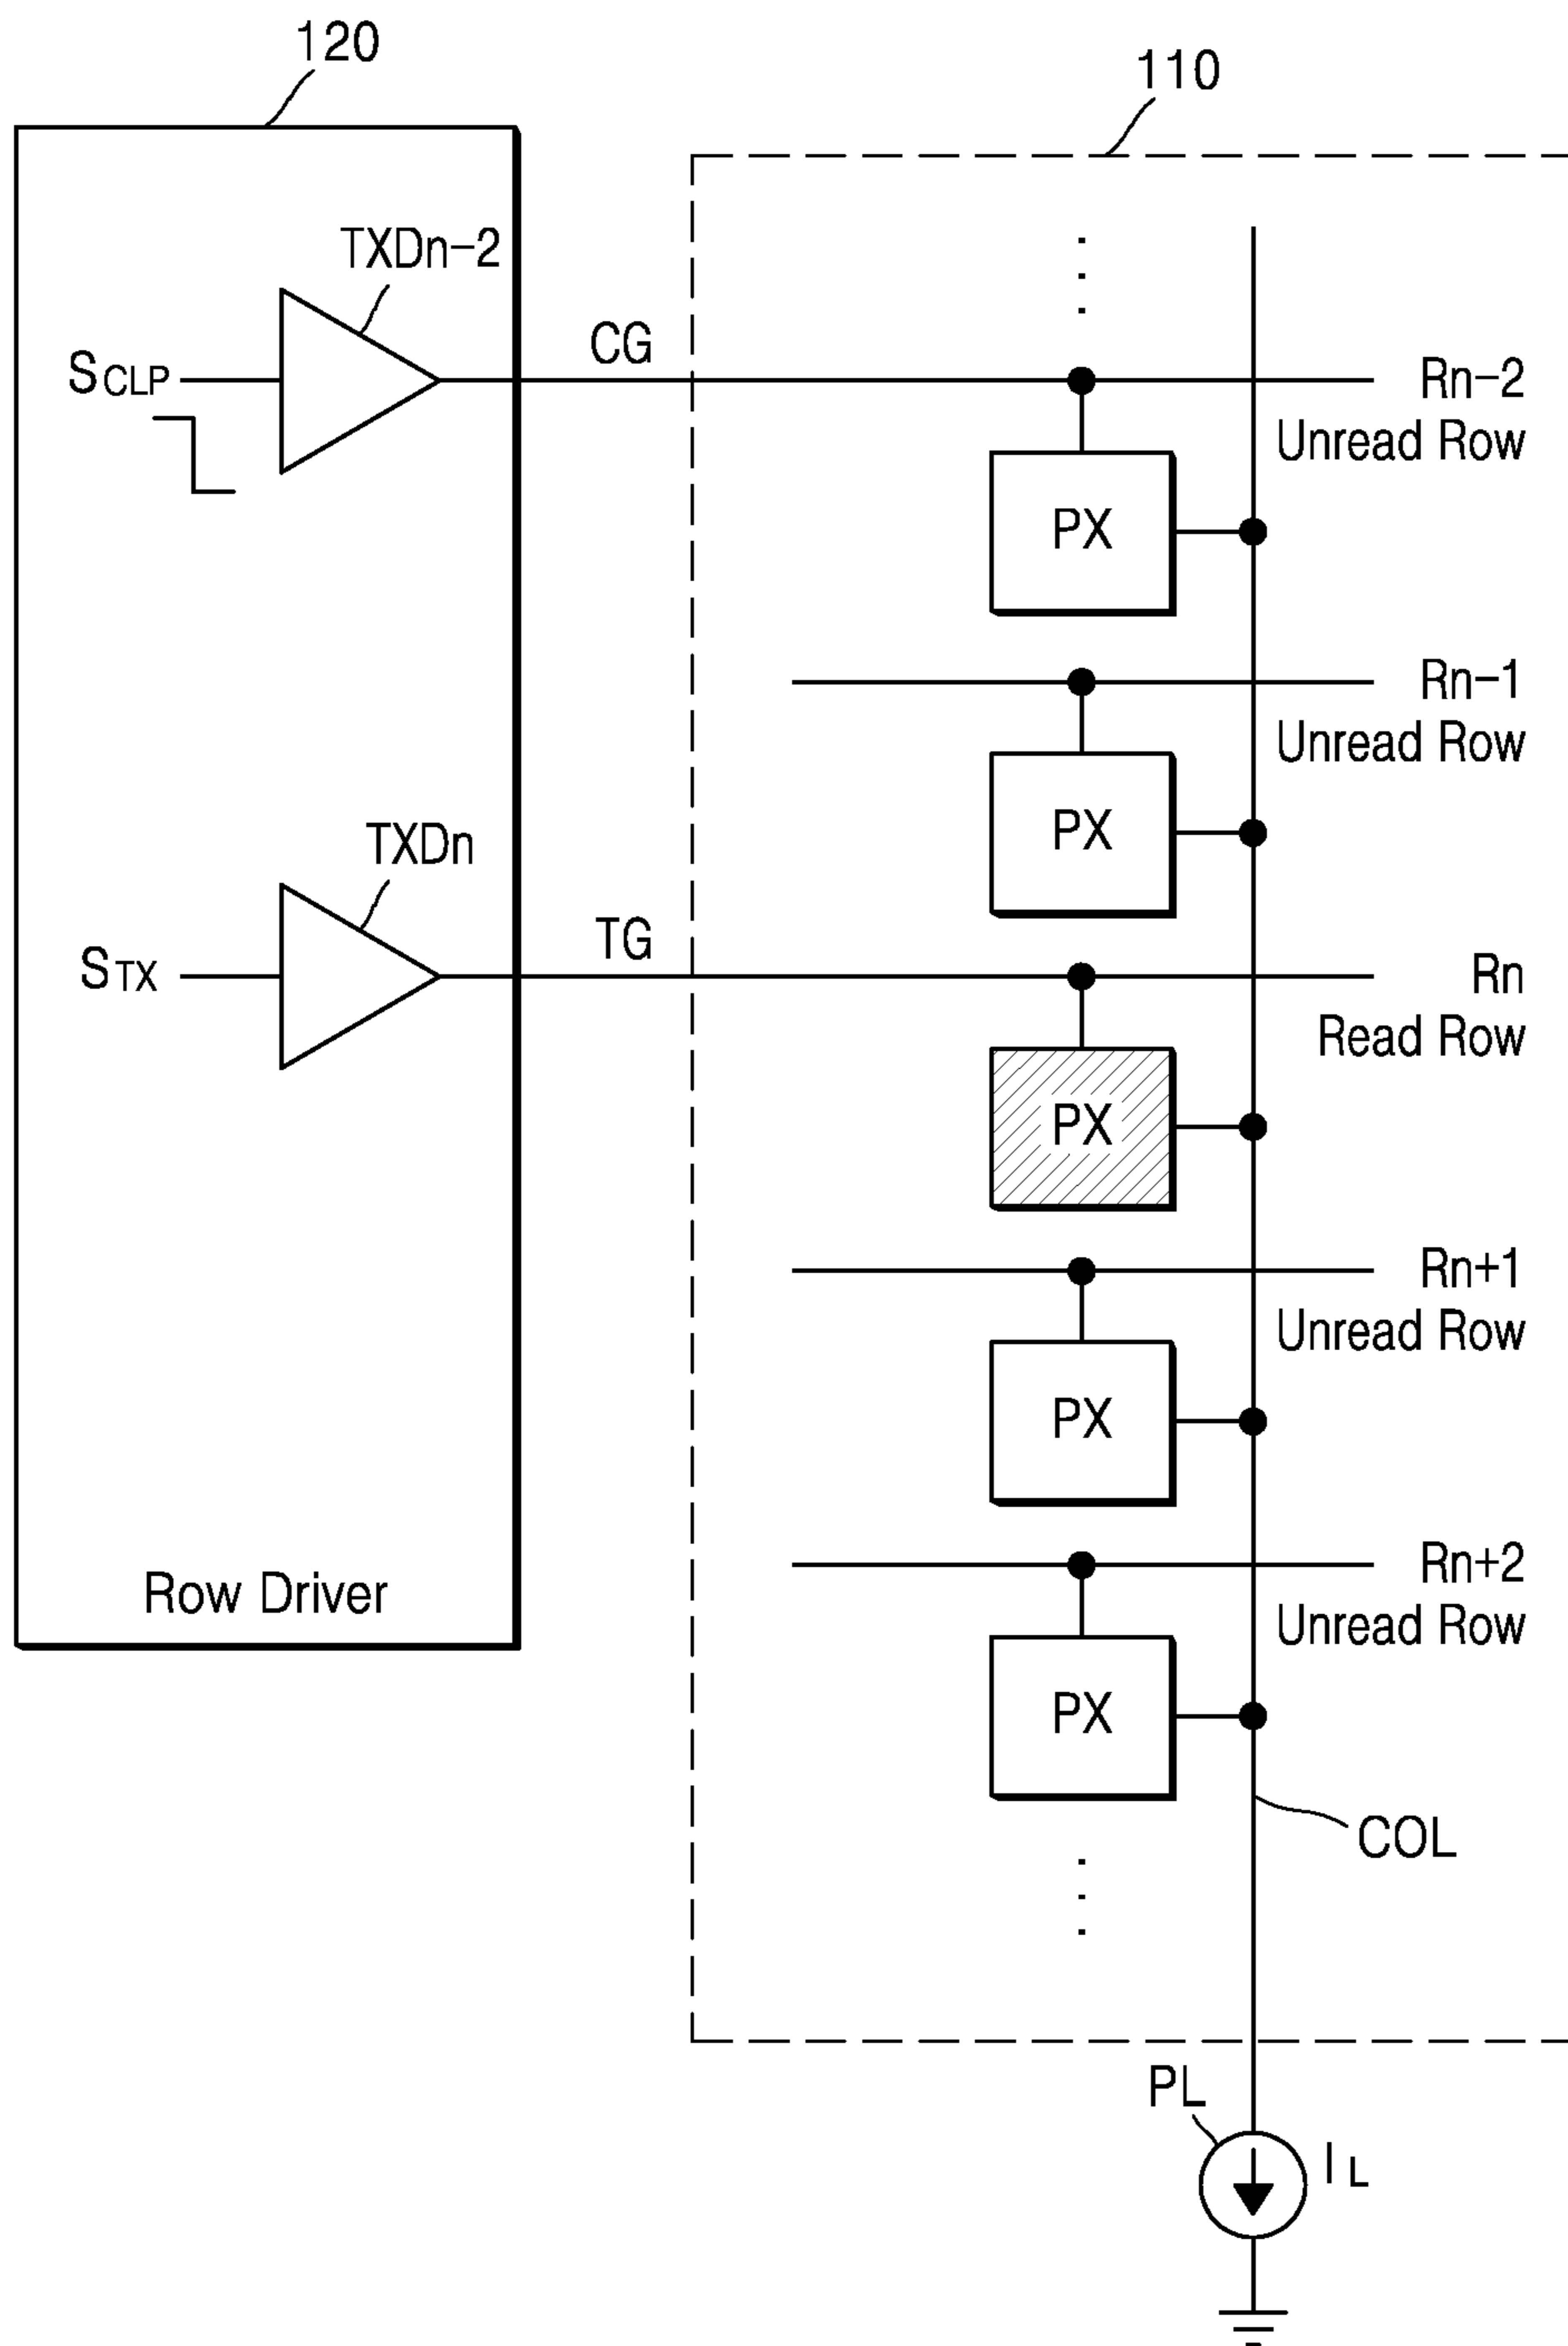 120
110
TXDn-2
SCLP
CG
Rn-2
Unread Row
PX
Rn-1
Unread Row
PX
TXDn
STX
TG
Rn
Read Row
PX
Rn+1
Unread Row
PX
Rn+2
Unread Row
Row Driver
PX
COL
PL
IL